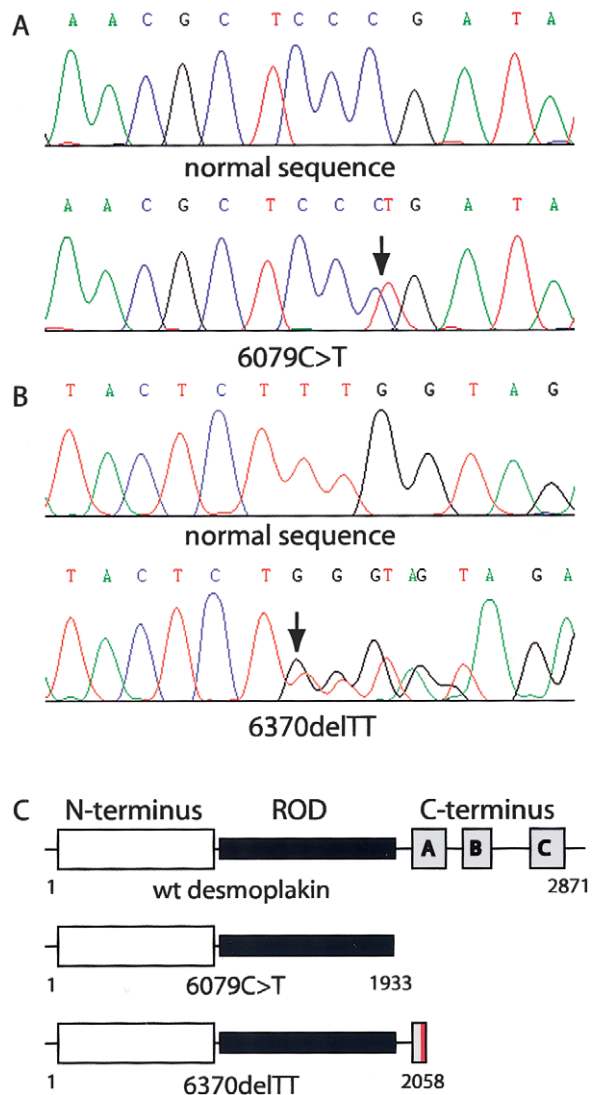 A
A A C G C T C C C G A T A
normal sequence
A A C G C T C C CT G A T A
6079C>T
B
T A C T C T T T G G T A G
normal sequence
T A C T C T G G GT AG T A G A
6370delTT
C
N-terminus ROD C-terminus
A B C
1 wt desmoplakin 2871
1 6079C>T 1933
1 6370delTT 2058